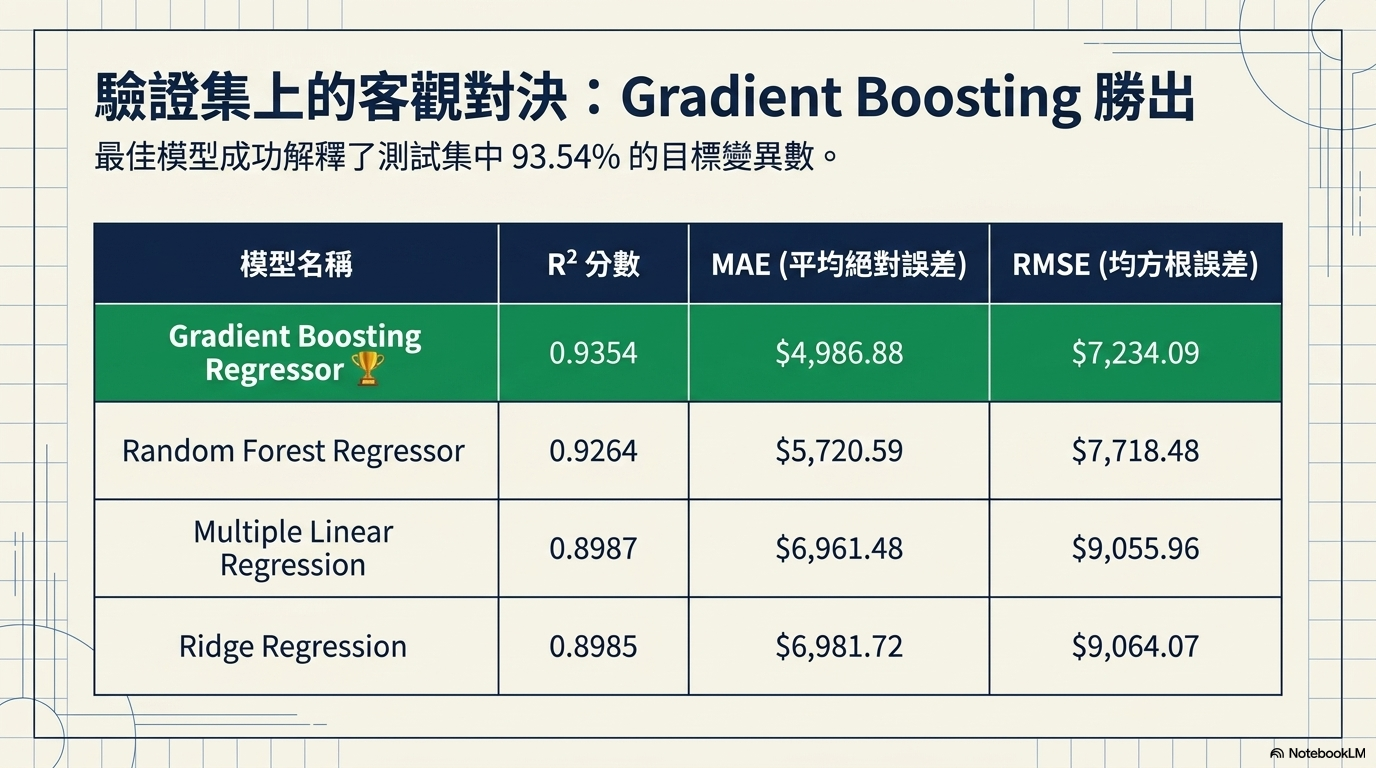 驗證集上的客觀對決：Gradient Boosting 勝出
最佳模型成功解釋了測試集中 93.54% 的目標變異數。
模型名稱 R² 分數 MAE (平均絕對誤差) RMSE (均方根誤差)
Gradient Boosting
Regressor 🏆 0.9354 $4,986.88 $7,234.09
Random Forest Regressor 0.9264 $5,720.59 $7,718.48
Multiple Linear
Regression 0.8987 $6,961.48 $9,055.96
Ridge Regression 0.8985 $6,981.72 $9,064.07
NotebookLM